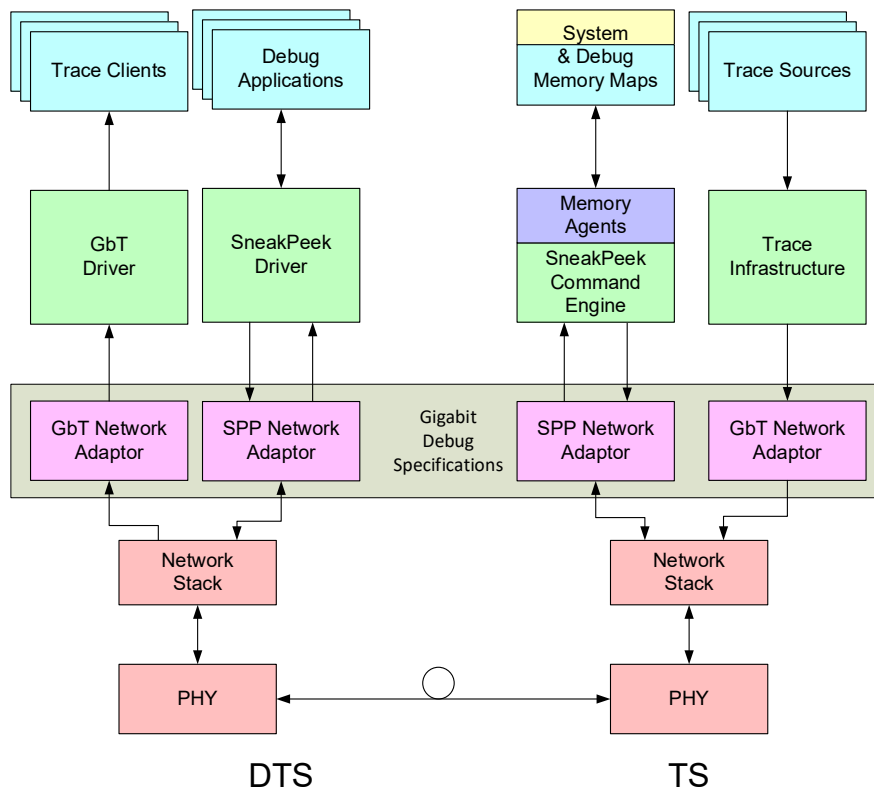 Trace Clients
Debug
Applications
System
& Debug
Memory Maps
Trace Sources
GbT
Driver
SneakPeek
Driver
Memory
Agents
SneakPeek
Command
Engine
Trace
Infrastructure
GbT Network
Adaptor
SPP Network
Adaptor
Gigabit
Debug
Specifications
SPP Network
Adaptor
GbT Network
Adaptor
Network
Stack
Network
Stack
PHY
PHY
DTS
TS